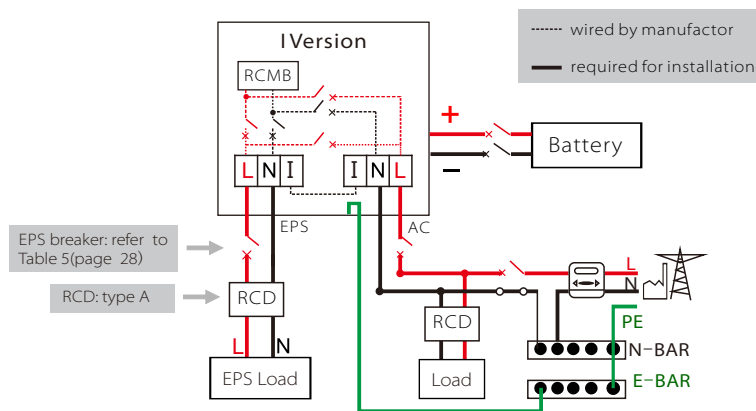 I Version
wired by manufactor
required for installation
RCMB
+
Battery
−
L N I
I N L
EPS
AC
EPS breaker: refer to
Table 5(page 28)
RCD: type A
RCD
L
N
PE
RCD
N-BAR
L N
EPS Load
Load
E-BAR